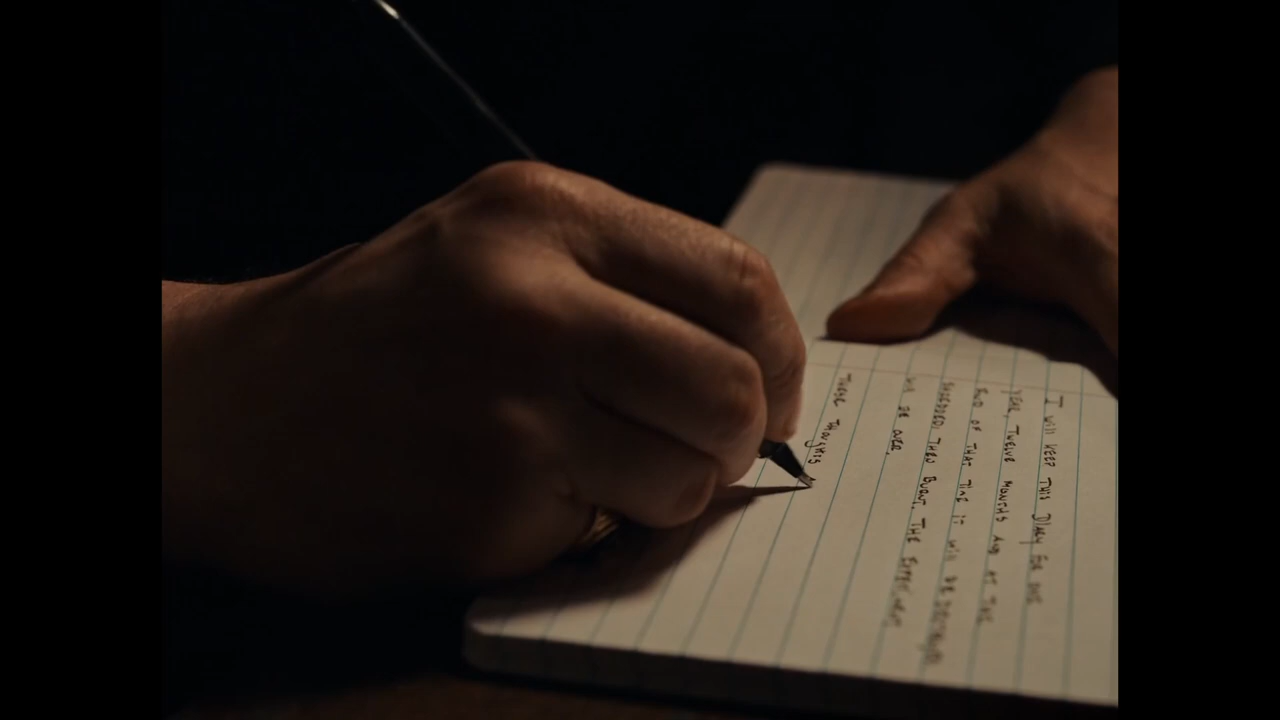 I WILL KEEP THIS DIARY FOR ONE
YEAR, TWELVE MONTHS AND AT THE
END OF THAT TIME IT WILL BE DESTROYED,
SHREDDED; THEN BURNT. THE EXPERIMENT
WILL BE OVER.
THESE THOUGHTS